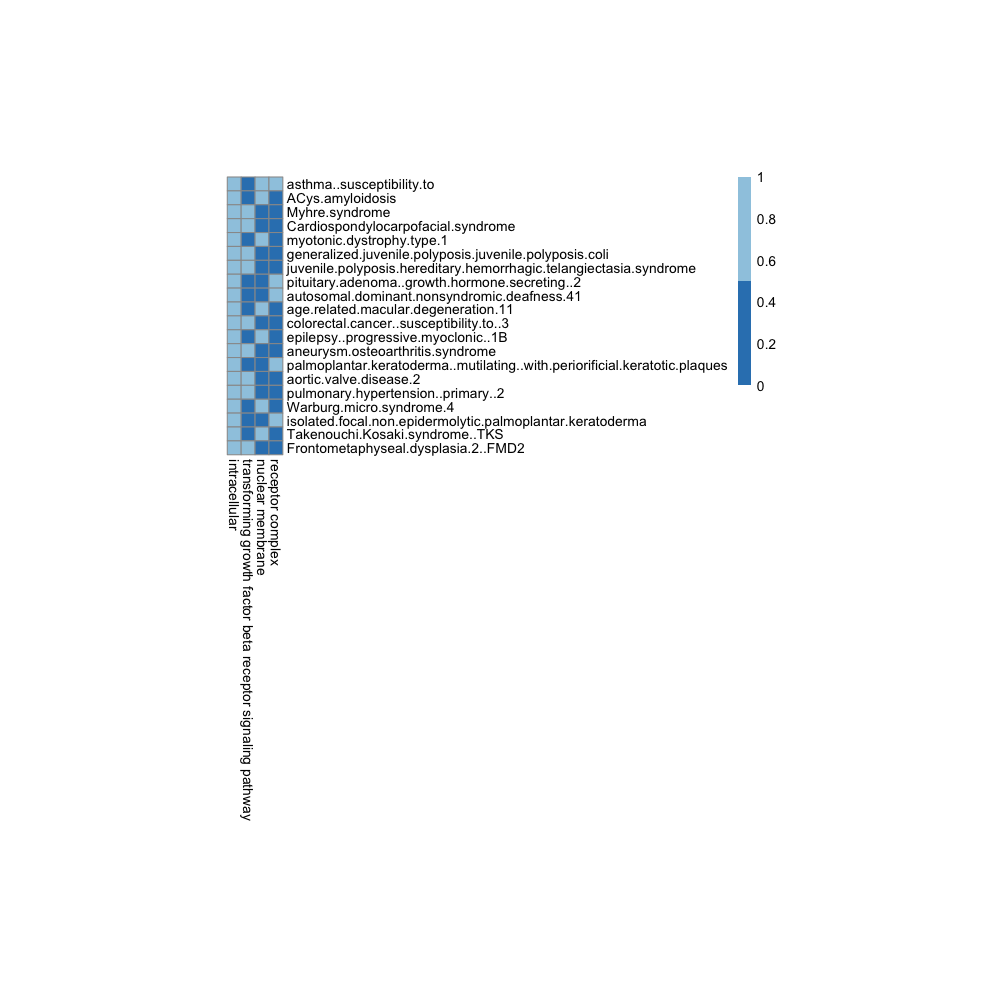 asthma..susceptibility.to
ACys.amyloidosis
Myhre.syndrome
Cardiospondylocarpofacial.syndrome
myotonic.dystrophy.type.1
generalized.juvenile.polyposis.juvenile.polyposis.coli
juvenile.polyposis.hereditary.hemorrhagic.telangiectasia.syndrome
pituitary.adenoma..growth.hormone.secreting..2
autosomal.dominant.nonsyndromic.deafness.41
age.related.macular.degeneration.11
colorectal.cancer..susceptibility.to..3
epilepsy..progressive.myoclonic..1B
aneurysm.osteoarthritis.syndrome
palmoplantar.keratoderma..mutilating..with.periorificial.keratotic.plaques
aortic.valve.disease.2
pulmonary.hypertension..primary..2
Warburg.micro.syndrome.4
isolated.focal.non.epidermolytic.palmoplantar.keratoderma
Takenouchi.Kosaki.syndrome..TKS
Frontometaphyseal.dysplasia.2..FMD2
intracellular
transforming growth factor beta receptor signaling pathway
nuclear membrane
receptor complex
1
0.8
0.6
0.4
0.2
0